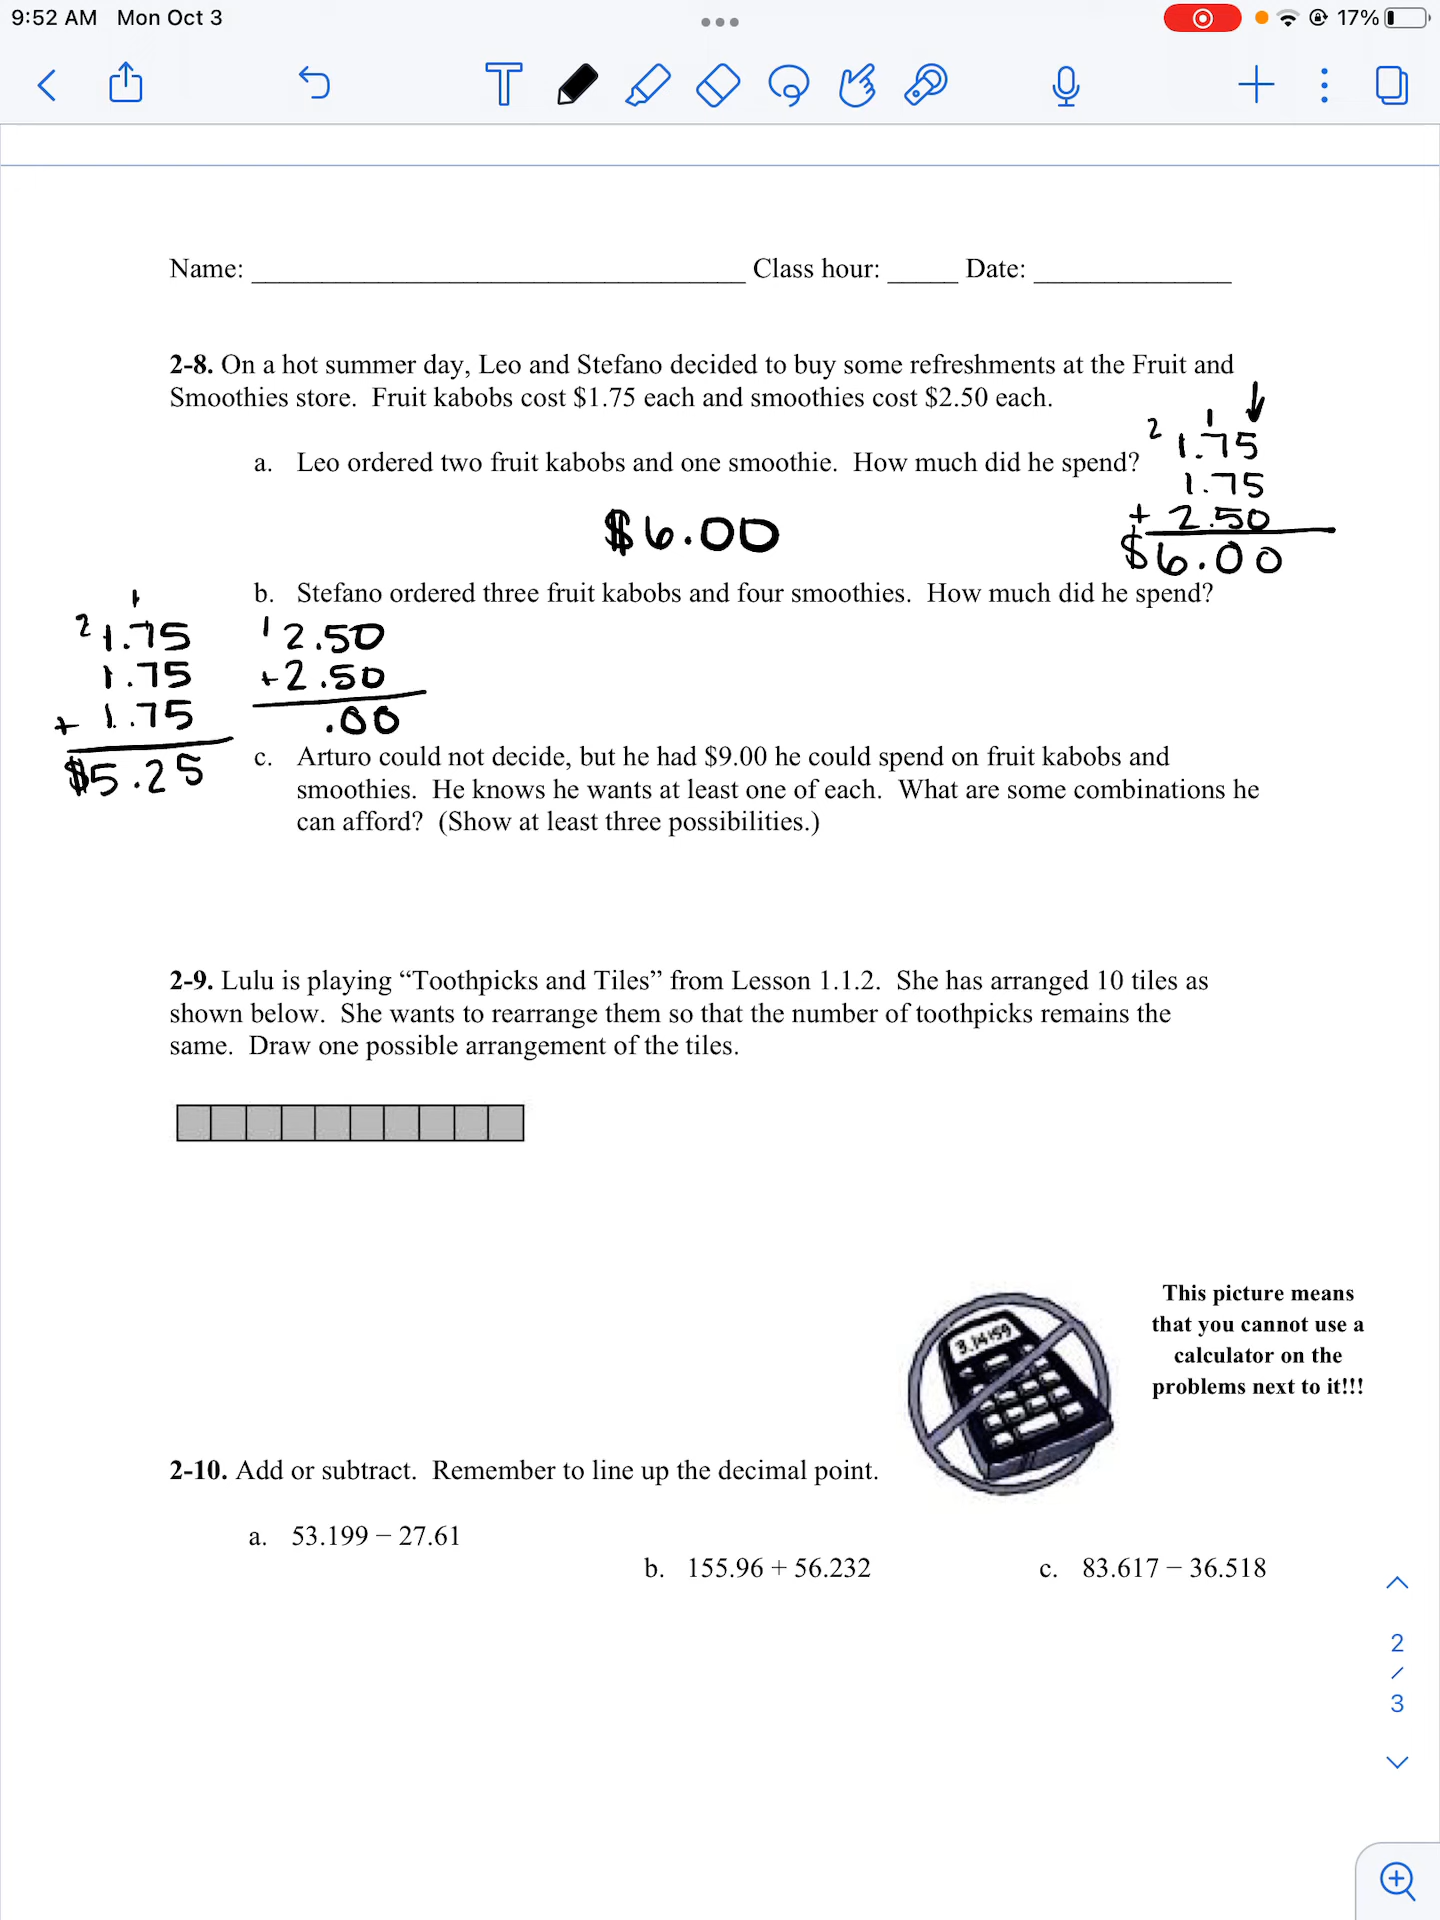 9:52 AM Mon Oct 3
17%
T
Name: Class hour: Date:
2-8. On a hot summer day, Leo and Stefano decided to buy some refreshments at the Fruit and
Smoothies store. Fruit kabobs cost $1.75 each and smoothies cost $2.50 each.
a. Leo ordered two fruit kabobs and one smoothie. How much did he spend?
2 1
1.75
1.75
+ 2.50
$6.00
$6.00
b. Stefano ordered three fruit kabobs and four smoothies. How much did he spend?
1
2 1.75
1.75
+ 1.75
$5.25
1 2.50
+2.50
.00
c. Arturo could not decide, but he had $9.00 he could spend on fruit kabobs and
smoothies. He knows he wants at least one of each. What are some combinations he
can afford? (Show at least three possibilities.)
2-9. Lulu is playing “Toothpicks and Tiles” from Lesson 1.1.2. She has arranged 10 tiles as
shown below. She wants to rearrange them so that the number of toothpicks remains the
same. Draw one possible arrangement of the tiles.
3.14159
This picture means
that you cannot use a
calculator on the
problems next to it!!!
2-10. Add or subtract. Remember to line up the decimal point.
a. 53.199 − 27.61
b. 155.96 + 56.232
c. 83.617 − 36.518
2
/
3